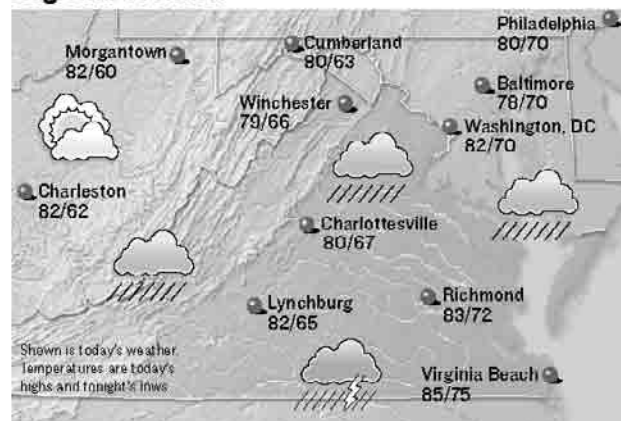 Philadelphia
80/70
Morgantown
82/60
Cumberland
80/63
Baltimore
78/70
Winchester
79/66
Washington, DC
82/70
Charleston
82/62
Charlottesville
80/67
Lynchburg
82/65
Richmond
83/72
Shown is today's weather.
Temperatures are today's
highs and tonight's lows
Virginia Beach
85/75